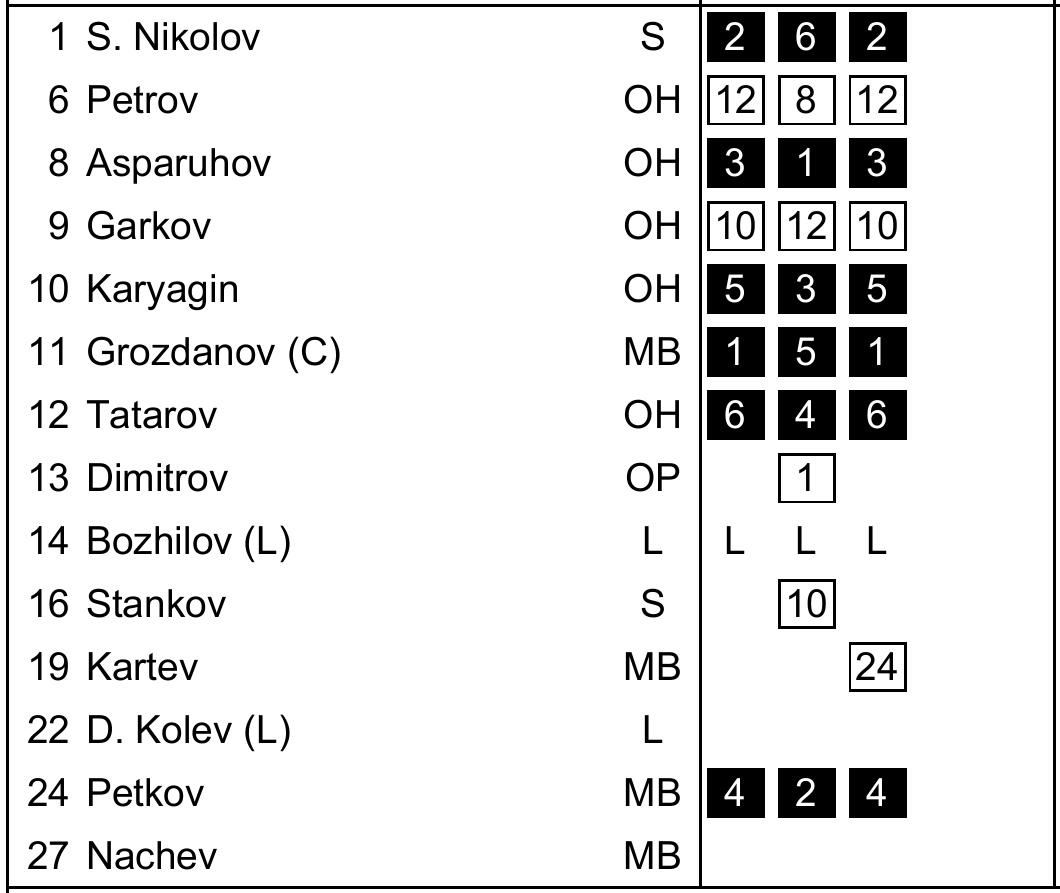 1 S. Nikolov S 2 6 2
6 Petrov OH 12 8 12
8 Asparuhov OH 3 1 3
9 Garkov OH 10 12 10
10 Karyagin OH 5 3 5
11 Grozdanov (C) MB 1 5 1
12 Tatarov OH 6 4 6
13 Dimitrov OP 1
14 Bozhilov (L) L L L L
16 Stankov S 10
19 Kartev MB 24
22 D. Kolev (L) L
24 Petkov MB 4 2 4
27 Nachev MB